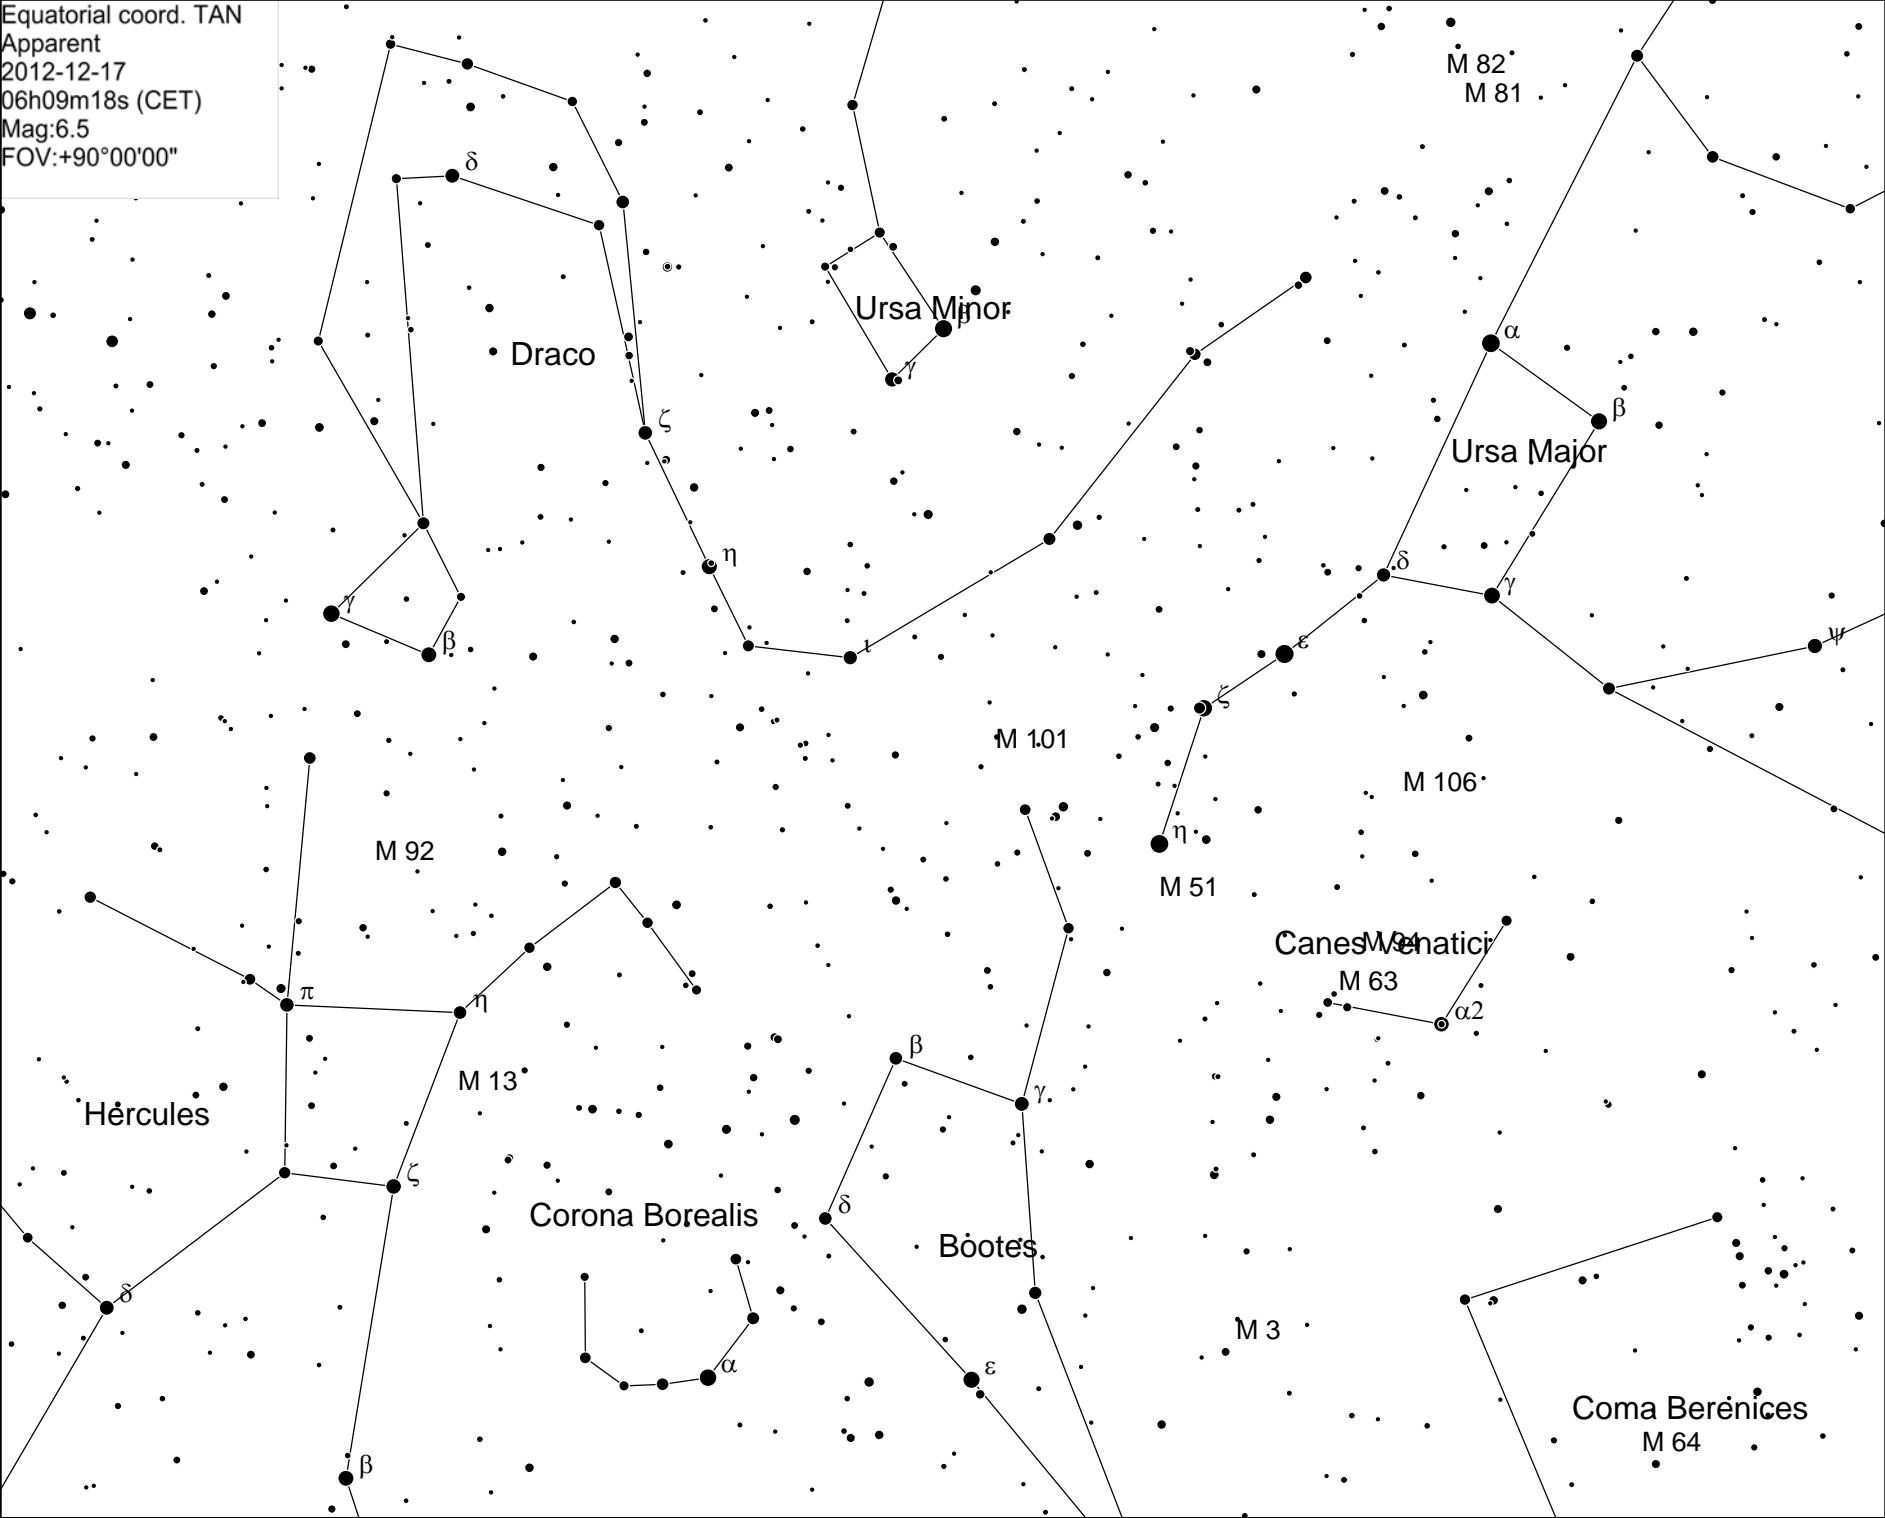 Equatorial coord. TAN
Apparent
2012-12-17
06h09m18s (CET)
Mag:6.5
FOV:+90°00'00"
M 82
M 81
δ
Ursa Minor
β
α
Draco
γ
ζ
β
Ursa Major
η
δ
γ
γ
β
ι
ε
ψ
ζ
M 101
M 106
η
M 92
M 51
Canes Venatici
M 94
M 63
π
η
α2
β
M 13
γ
Hercules
ζ
Corona Borealis
δ
Bootes
δ
M 3
α
ε
Coma Berenices
M 64
β